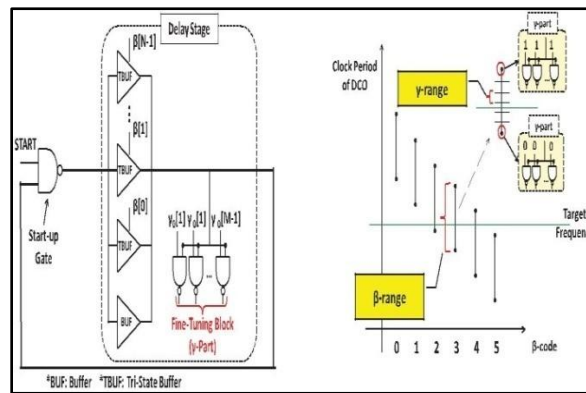 Delay Stage
β[N-1]
TBUF
β[1]
TBUF
START
Start-up
Gate
β[0]
TBUF
BUF
γ₀[1] γ₀[1] γ₀[M-1]
...
Fine-Tuning Block
(γ-Part)
*BUF: Buffer *TBUF: Tri-State Buffer
Clock Period
of DCO
γ-range
γ-part
1 1 1
γ-part
0 0 0
Target
Frequen
β-range
0 1 2 3 4 5
β-code